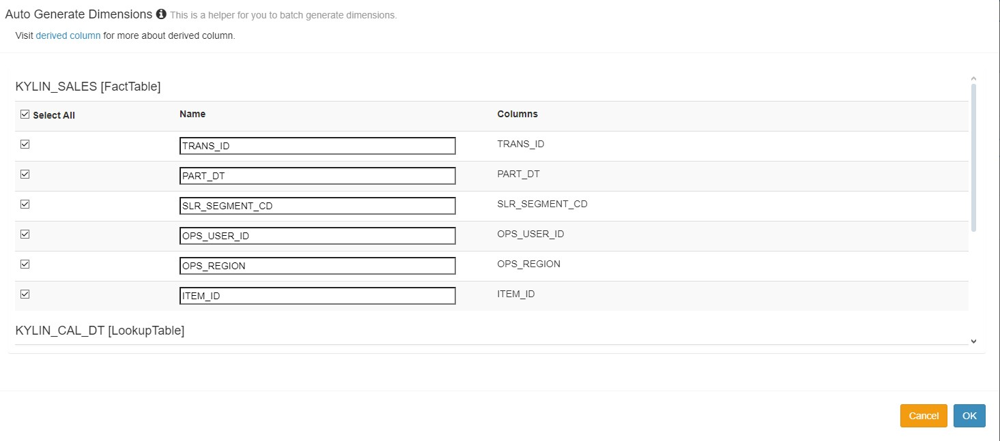 Auto Generate Dimensions This is a helper for you to batch generate dimensions.
Visit derived column for more about derived column.
KYLIN_SALES [FactTable]
Select All Name Columns
TRANS_ID TRANS_ID
PART_DT PART_DT
SLR_SEGMENT_CD SLR_SEGMENT_CD
OPS_USER_ID OPS_USER_ID
OPS_REGION OPS_REGION
ITEM_ID ITEM_ID
KYLIN_CAL_DT [LookupTable]
Cancel OK